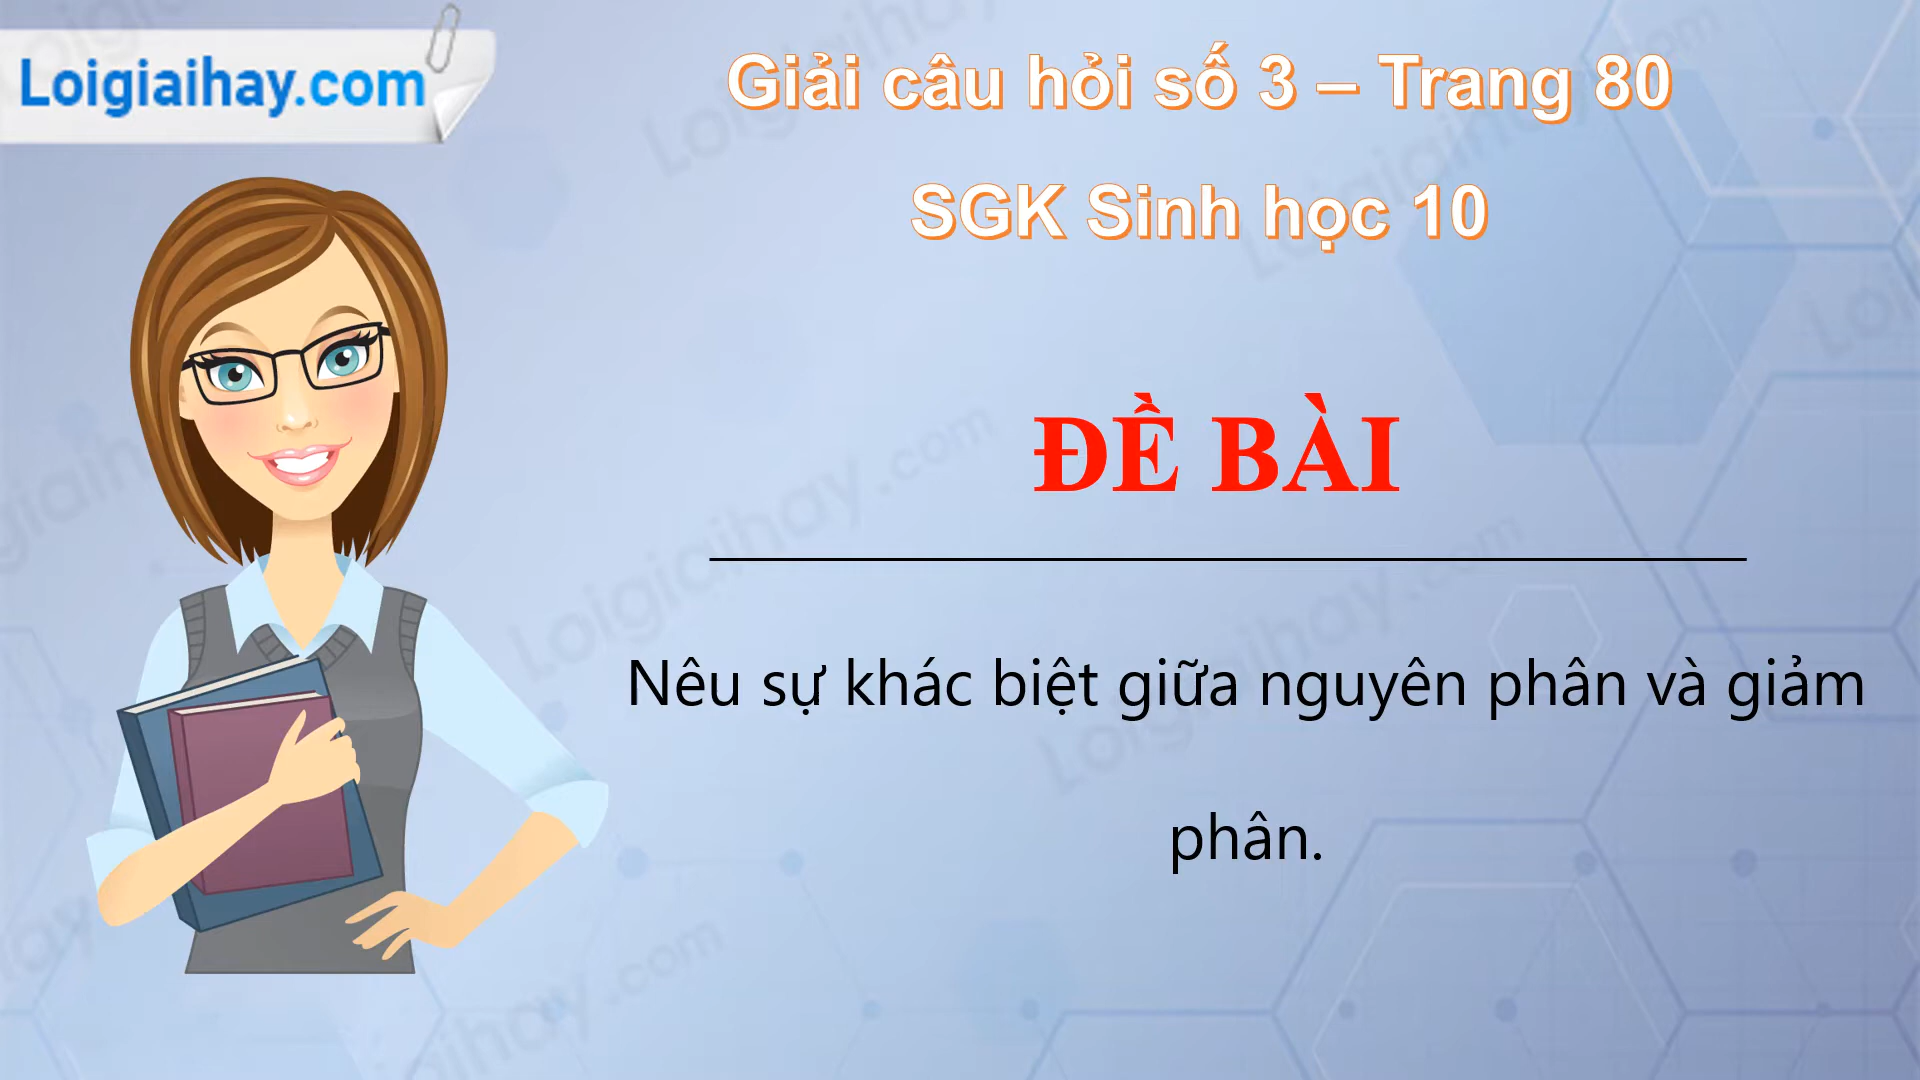 Loigiaihay.com
Giải câu hỏi số 3 – Trang 80
SGK Sinh học 10
ĐỀ BÀI
Nêu sự khác biệt giữa nguyên phân và giảm
phân.